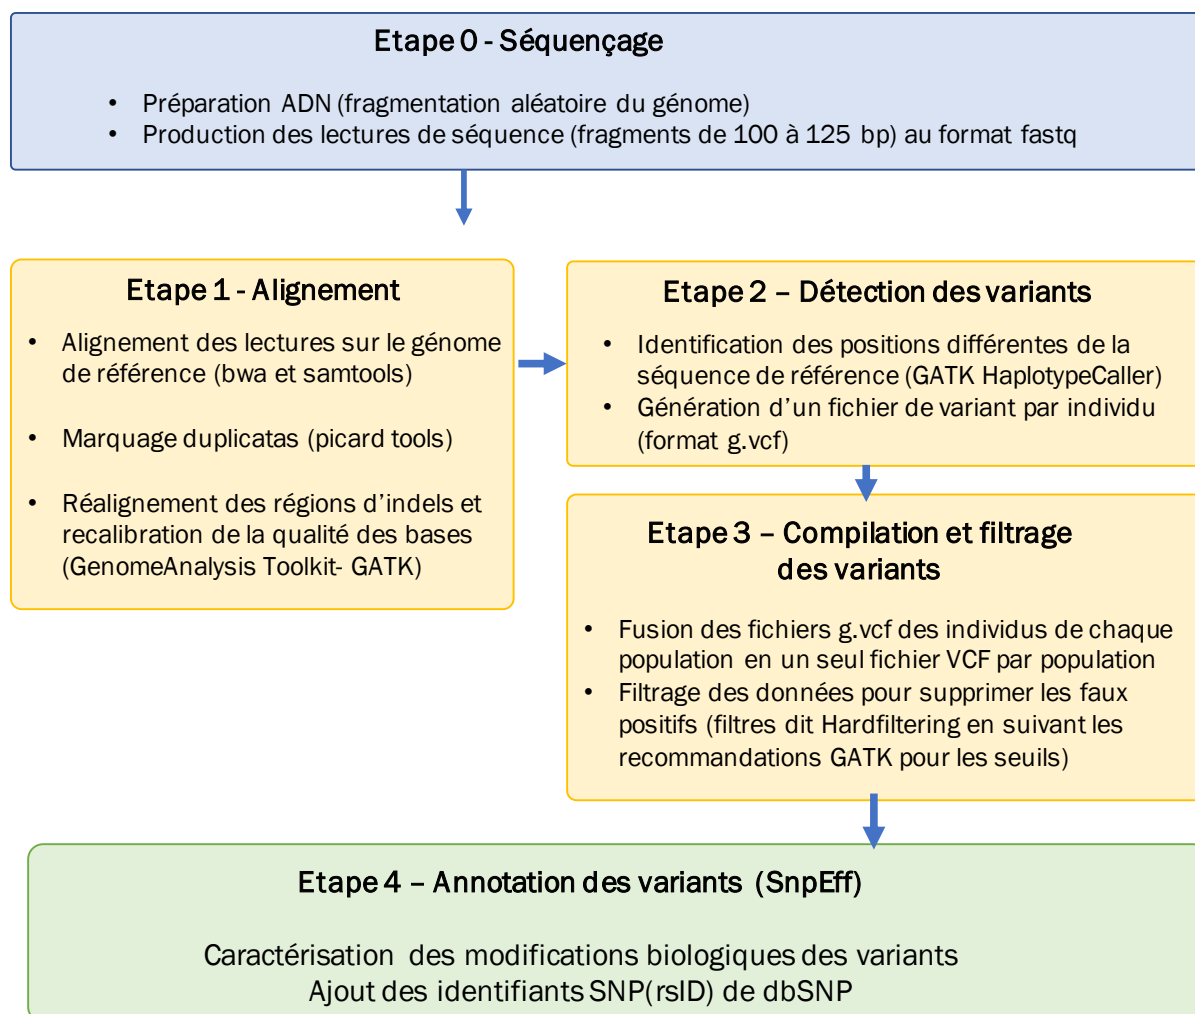 Etape 0 - Séquençage
• Préparation ADN (fragmentation aléatoire du génome)
• Production des lectures de séquence (fragments de 100 à 125 bp) au format fastq
Etape 1 - Alignement
• Alignement des lectures sur le génome
de référence (bwa et samtools)
• Marquage duplicatas (picard tools)
• Réalignement des régions d'indels et
recalibration de la qualité des bases
(GenomeAnalysis Toolkit- GATK)
Etape 2 – Détection des variants
• Identification des positions différentes de la
séquence de référence (GATK HaplotypeCaller)
• Génération d'un fichier de variant par individu
(format g.vcf)
Etape 3 – Compilation et filtrage
des variants
• Fusion des fichiers g.vcf des individus de chaque
population en un seul fichier VCF par population
• Filtrage des données pour supprimer les faux
positifs (filtres dit Hardfiltering en suivant les
recommandations GATK pour les seuils)
Etape 4 – Annotation des variants (SnpEff)
Caractérisation des modifications biologiques des variants
Ajout des identifiants SNP(rsID) de dbSNP